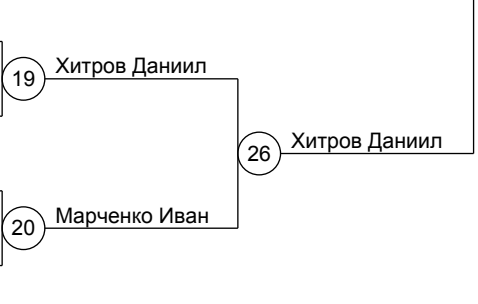 19
Хитров Даниил
26
Хитров Даниил
20
Марченко Иван